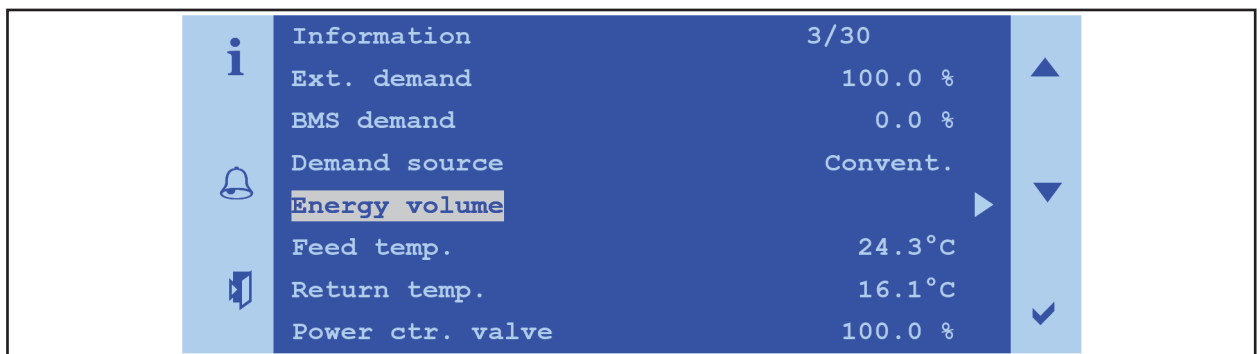 Information 3/30
Ext. demand 100.0 %
BMS demand 0.0 %
Demand source Convent.
Energy volume
Feed temp. 24.3°C
Return temp. 16.1°C
Power ctr. valve 100.0 %